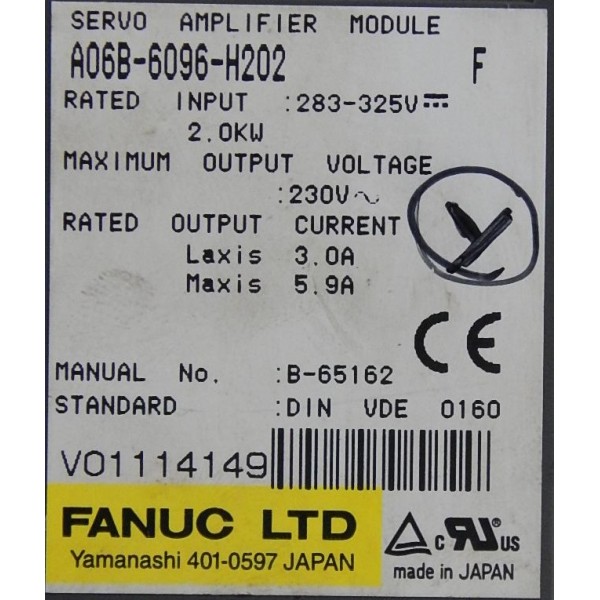 SERVO AMPLIFIER MODULE
A06B-6096-H202 F
RATED INPUT :283-325V⎓
2.0KW
MAXIMUM OUTPUT VOLTAGE
:230V~
RATED OUTPUT CURRENT
Laxis 3.0A
Maxis 5.9A
Y
CE
MANUAL No. :B-65162
STANDARD :DIN VDE 0160
V01114149
FANUC LTD
Yamanashi 401-0597 JAPAN
c RU US
made in JAPAN